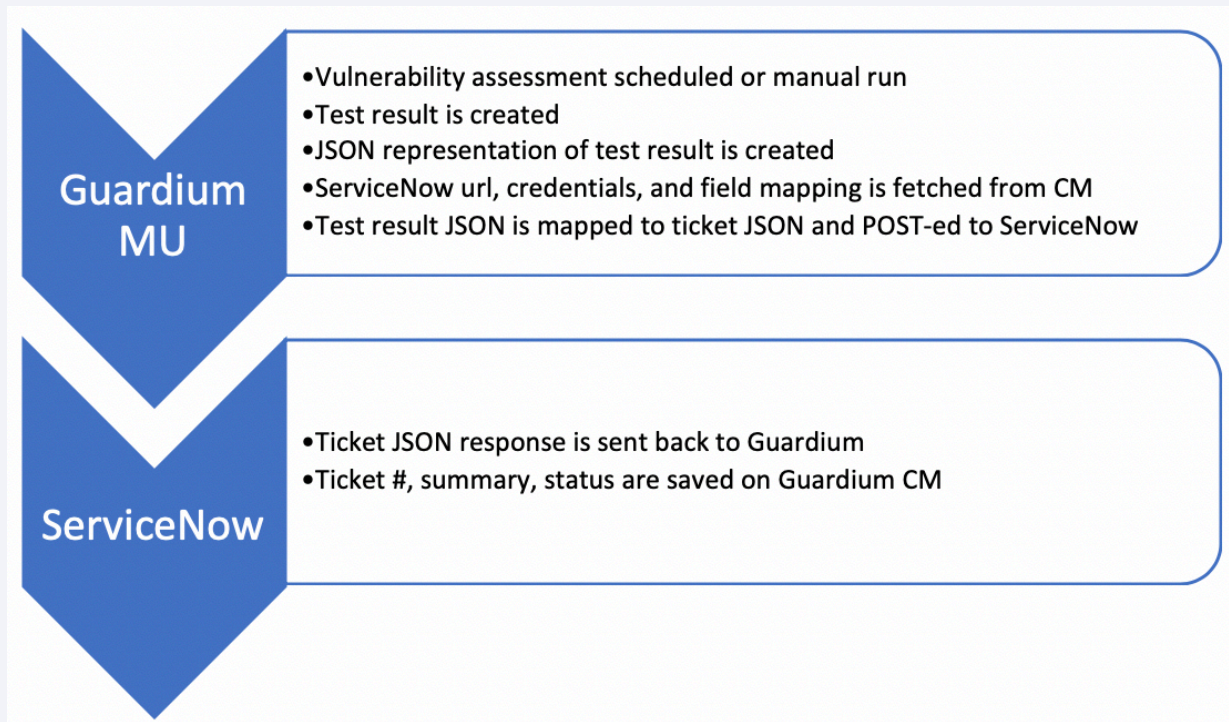 Guardium
MU
•Vulnerability assessment scheduled or manual run
•Test result is created
•JSON representation of test result is created
•ServiceNow url, credentials, and field mapping is fetched from CM
•Test result JSON is mapped to ticket JSON and POST-ed to ServiceNow
ServiceNow
•Ticket JSON response is sent back to Guardium
•Ticket #, summary, status are saved on Guardium CM